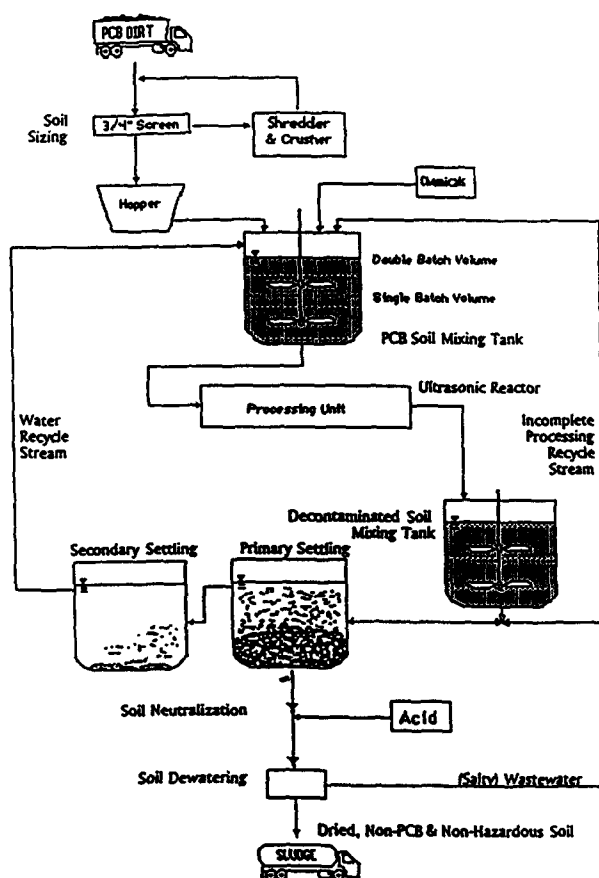 PCB DIRT
Soil
Sizing
3/4" Screen
Shredder
& Crusher
Hopper
Chemicals
Double Batch Volume
Single Batch Volume
PCB Soil Mixing Tank
Ultrasonic Reactor
Processing Unit
Water
Recycle
Stream
Incomplete
Processing
Recycle
Stream
Decontaminated Soil
Mixing Tank
Secondary Settling
Primary Settling
Soil Neutralization
Acid
Soil Dewatering
(Salty) Wastewater
Dried, Non-PCB & Non-Hazardous Soil
SLUDGE